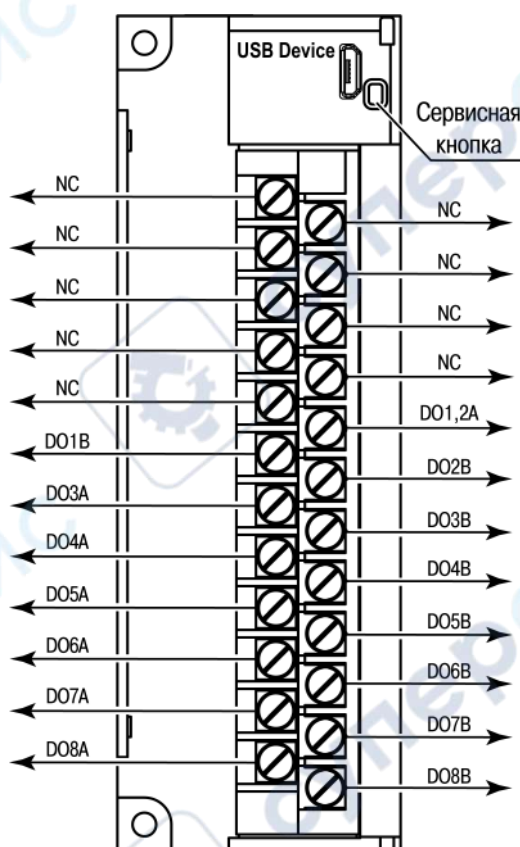 USB Device
Сервисная
кнопка
NC
NC
NC
NC
NC
NC
NC
NC
NC
DO1,2A
DO1B
DO2B
DO3A
DO3B
DO4A
DO4B
DO5A
DO5B
DO6A
DO6B
DO7A
DO7B
DO8A
DO8B